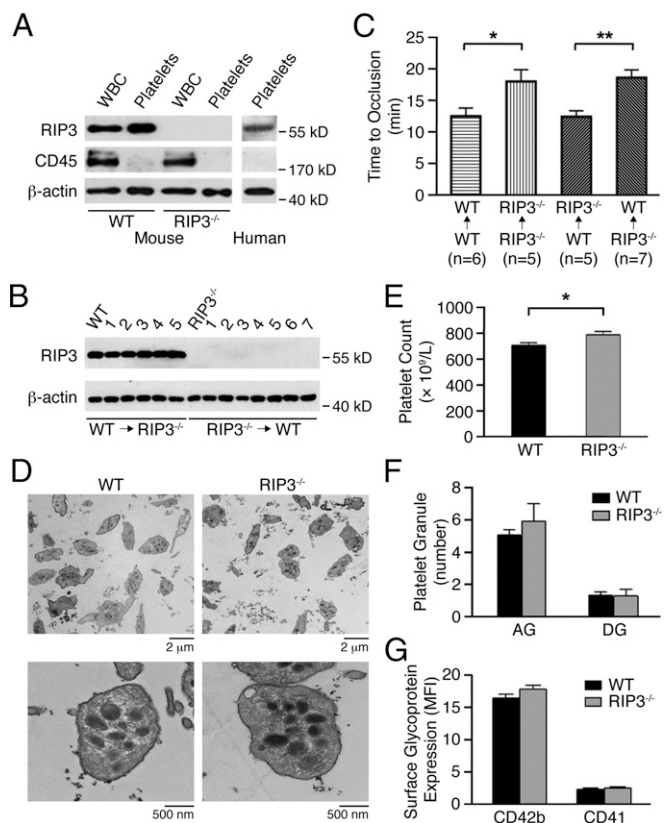 A
WBC
Platelets
WBC
Platelets
Platelets
RIP3
55 kD
CD45
170 kD
β-actin
40 kD
WT
RIP3-/-
Mouse
Human
B
WT
1
2
3
4
5
RIP3-/-
1
2
3
4
5
6
7
RIP3
55 kD
β-actin
40 kD
WT → RIP3-/-
RIP3-/- → WT
C
Time to Occlusion
(min)
25
20
15
10
5
0
*
**
WT RIP3-/- RIP3-/- WT
↑ ↑ ↑ ↑
WT RIP3-/- WT RIP3-/-
(n=6) (n=5) (n=5) (n=7)
D
WT
RIP3-/-
2 µm
2 µm
500 nm
500 nm
E
Platelet Count
(× 10⁹/L)
1000
800
600
400
200
0
*
WT
RIP3-/-
F
Platelet Granule
(number)
8
6
4
2
0
WT
RIP3-/-
AG
DG
G
Surface Glycoprotein
Expression (MFI)
20
15
10
5
0
WT
RIP3-/-
CD42b
CD41